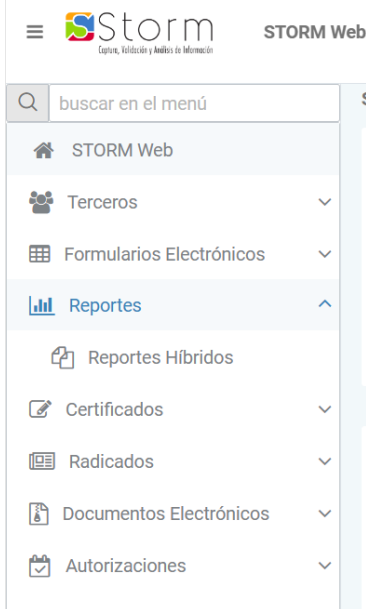 Storm
STORM Web
Captura, Validación y Análisis de Información
buscar en el menú
STORM Web
Terceros
Formularios Electrónicos
Reportes
Reportes Híbridos
Certificados
Radicados
Documentos Electrónicos
Autorizaciones